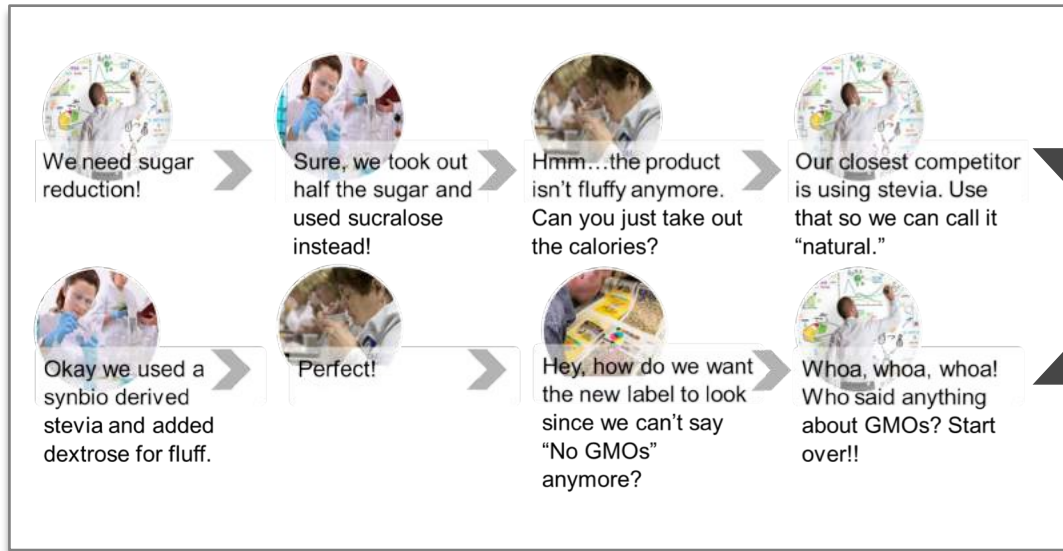 We need sugar
reduction!
Sure, we took out
half the sugar and
used sucralose
instead!
Hmm…the product
isn't fluffy anymore.
Can you just take out
the calories?
Our closest competitor
is using stevia. Use
that so we can call it
“natural.”
Okay we used a
synbio derived
stevia and added
dextrose for fluff.
Perfect!
Hey, how do we want
the new label to look
since we can't say
“No GMOs”
anymore?
Whoa, whoa, whoa!
Who said anything
about GMOs? Start
over!!